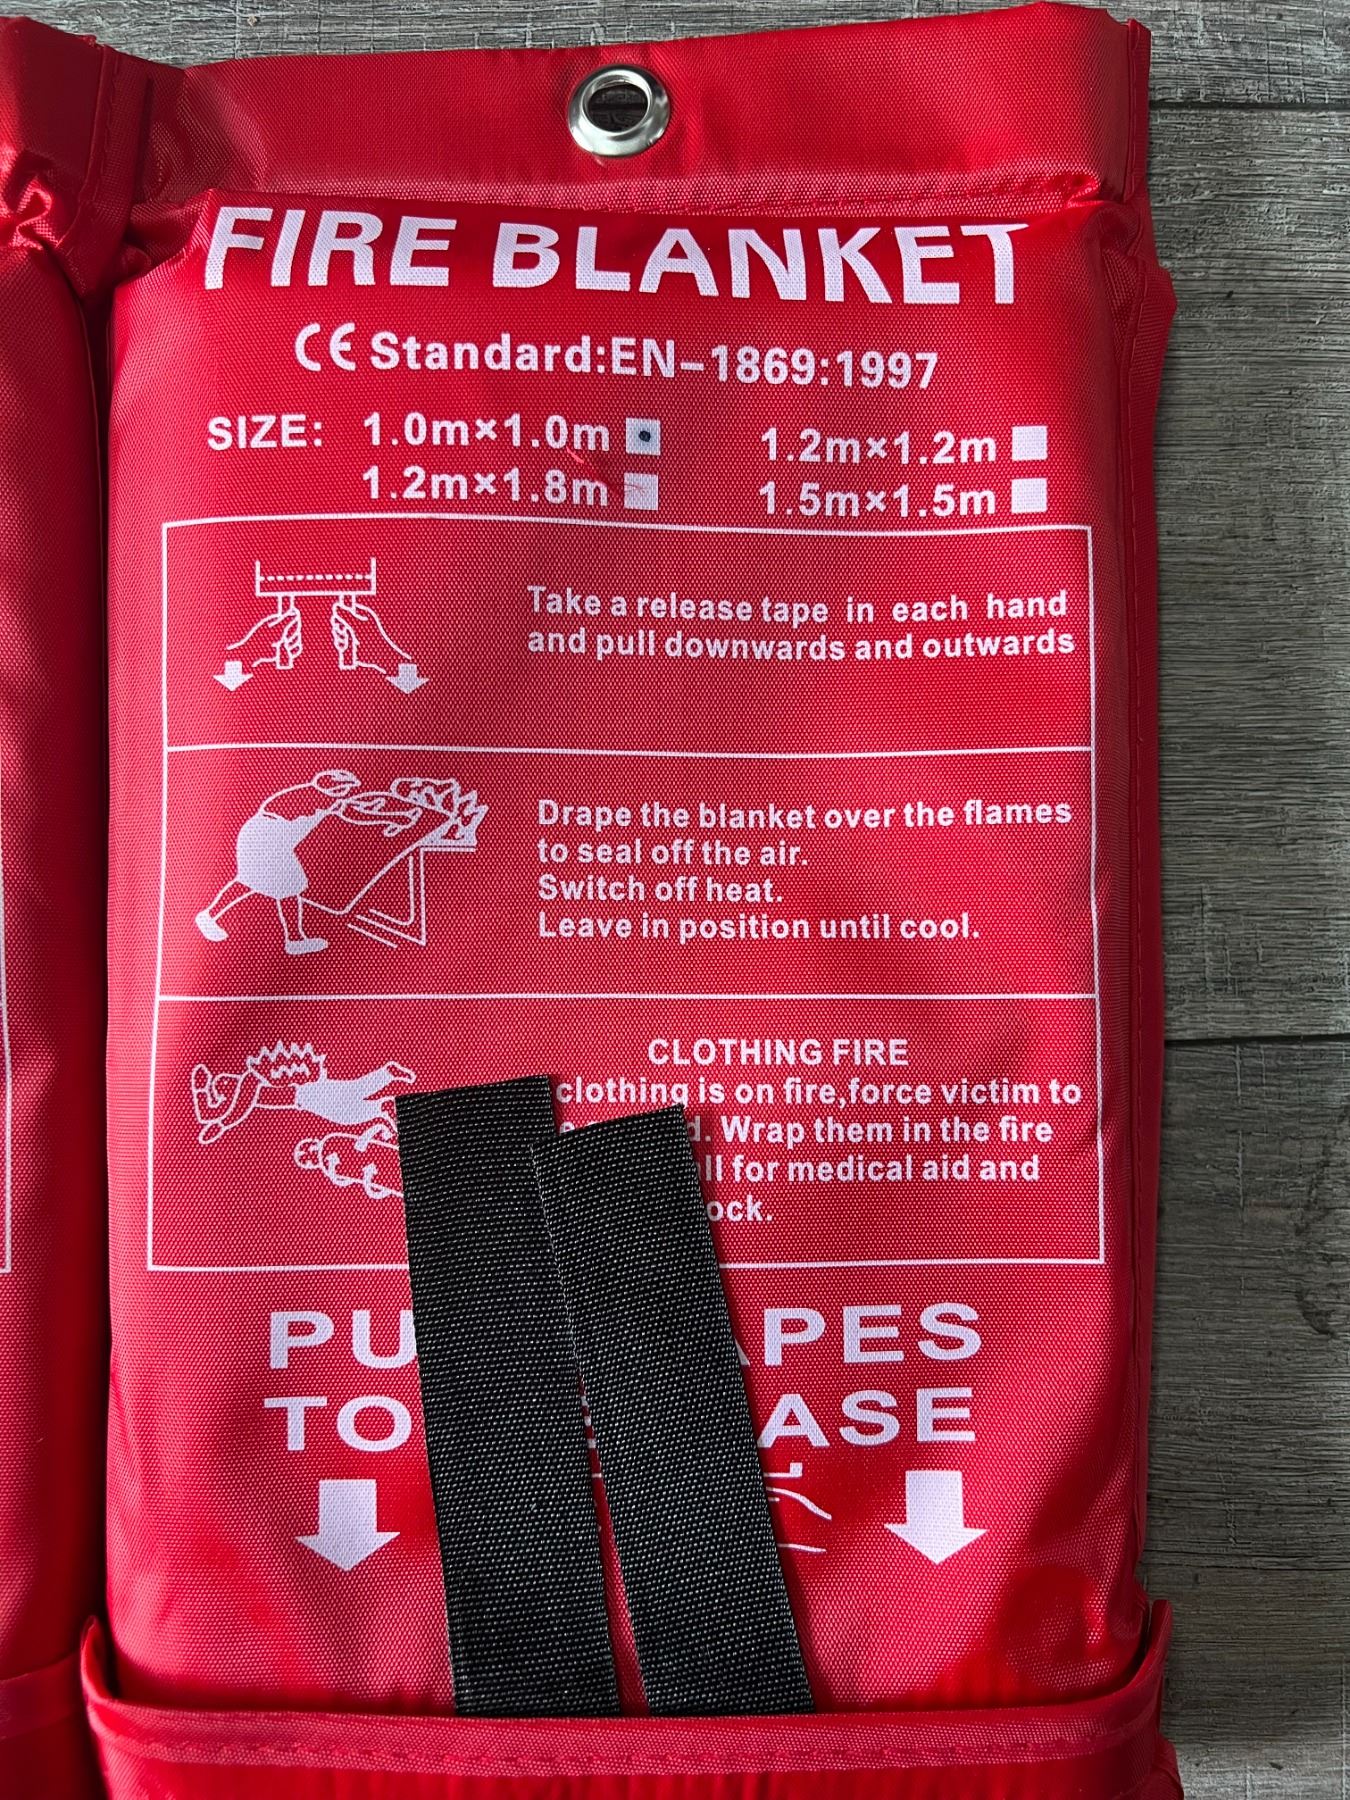 FIRE BLANKET
CE Standard:EN-1869:1997
SIZE: 1.0m×1.0m 1.2m×1.2m
1.2m×1.8m 1.5m×1.5m
Take a release tape in each hand
and pull downwards and outwards
Drape the blanket over the flames
to seal off the air.
Switch off heat.
Leave in position until cool.
CLOTHING FIRE
clothing is on fire,force victim to
. Wrap them in the fire
for medical aid and
PU APES
TO ASE